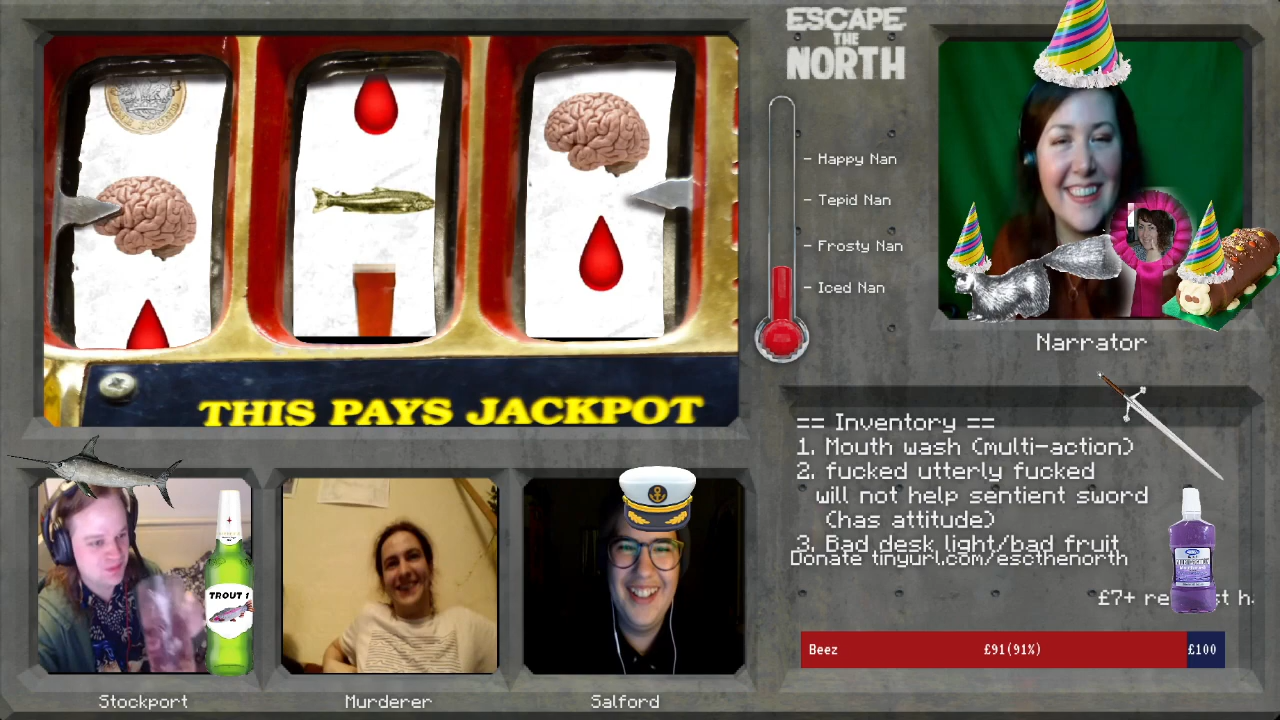 ESCAPE
THE
NORTH
- Happy Nan
- Tepid Nan
- Frosty Nan
- Iced Nan
Narrator
THIS PAYS JACKPOT
== Inventory ==
1. Mouth wash (multi-action)
2. fucked utterly fucked
will not help sentient sword
(has attitude)
3. Bad desk light/bad fruit
Donate tinyurl.com/escthenorth
£7+
Beez £91(91%) £100
TROUT 1
Stockport
Murderer
Salford